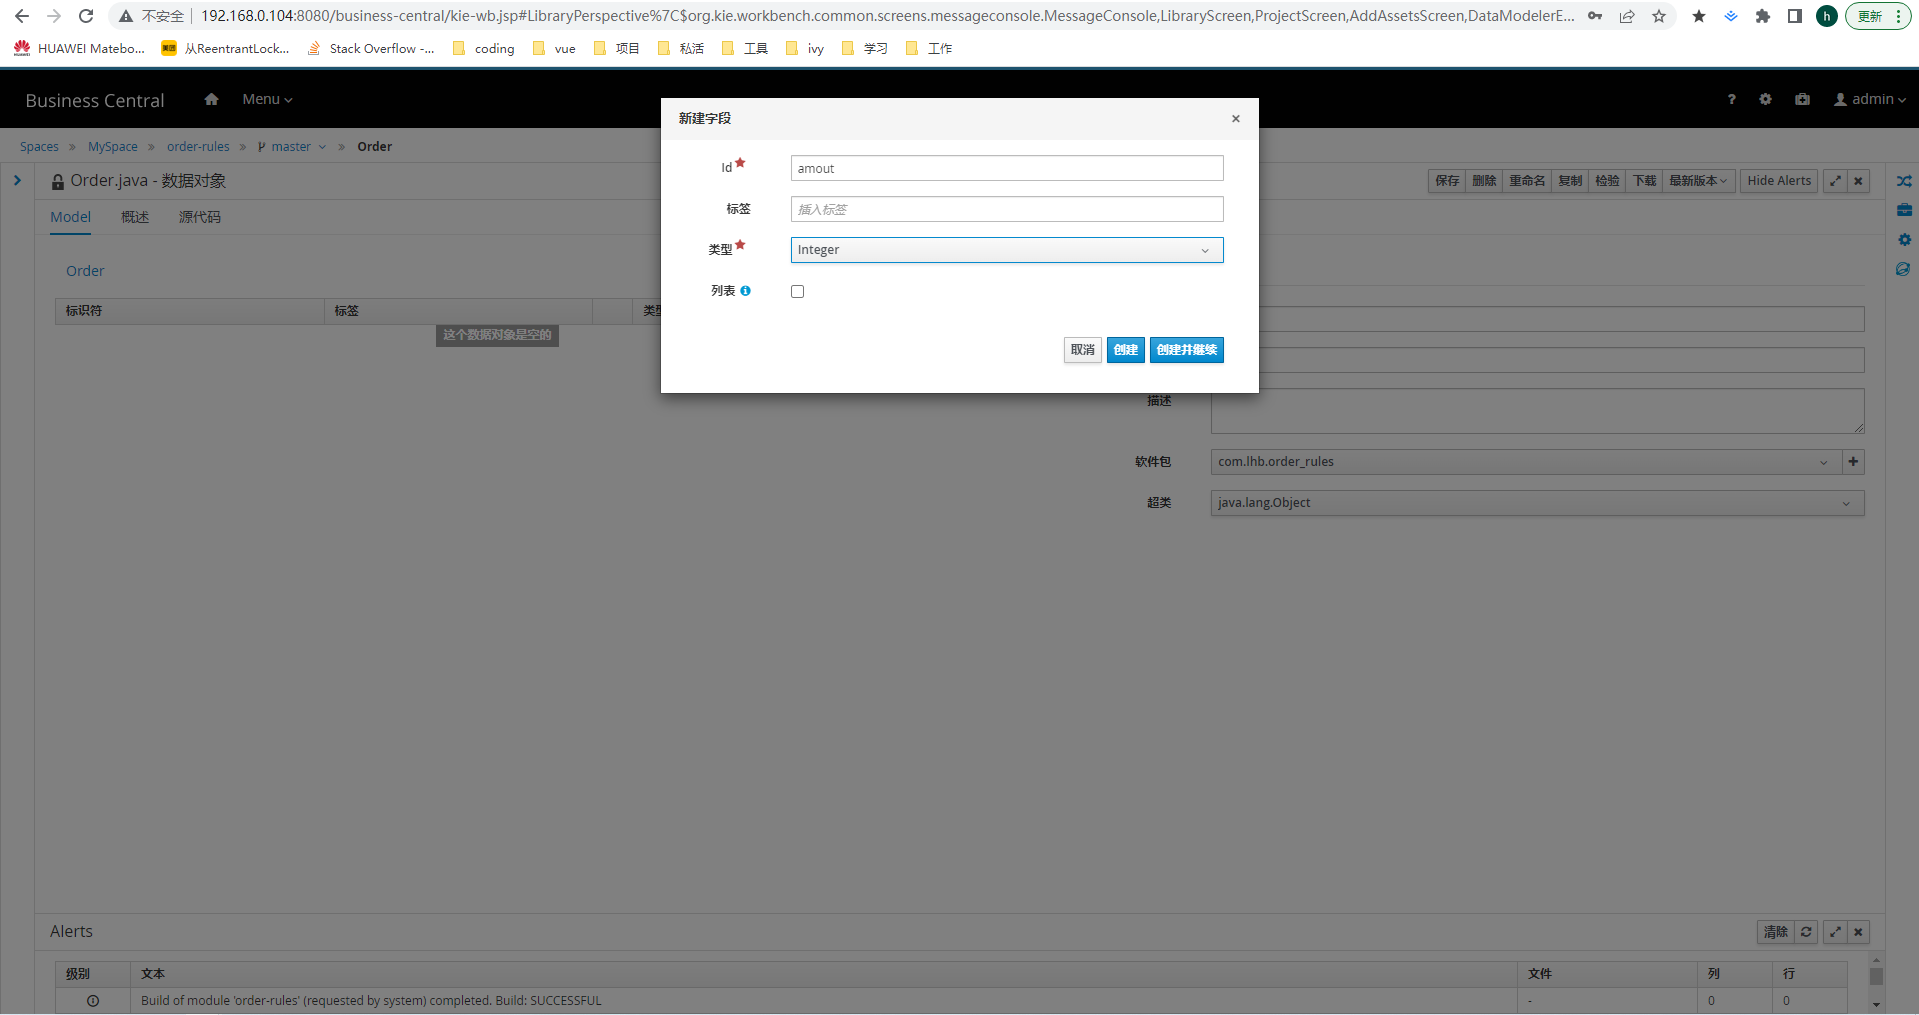 不安全 192.168.0.104:8080/business-central/kie-wb.jsp#LibraryPerspective%7C$org.kie.workbench.common.screens.messageconsole.MessageConsole,LibraryScreen,ProjectScreen,AddAssetsScreen,DataModelerE... h 更新
HUAWEI Matebo... 从ReentrantLock... Stack Overflow -... coding vue 项目 私活 工具 ivy 学习 工作
Business Central Menu ? admin
新建字段 ×
Spaces » MySpace » order-rules » master » Order
Id amout
Order.java - 数据对象 保存 删除 重命名 复制 检验 下载 最新版本 Hide Alerts
标签 插入标签
Model 概述 源代码
类型 Integer
Order
列表
标识符 标签 类型
这个数据对象是空的
取消 创建 创建并继续
描述
软件包 com.lhb.order_rules
超类 java.lang.Object
Alerts 清除
级别 文本 文件 列 行
Build of module 'order-rules' (requested by system) completed. Build: SUCCESSFUL - 0 0